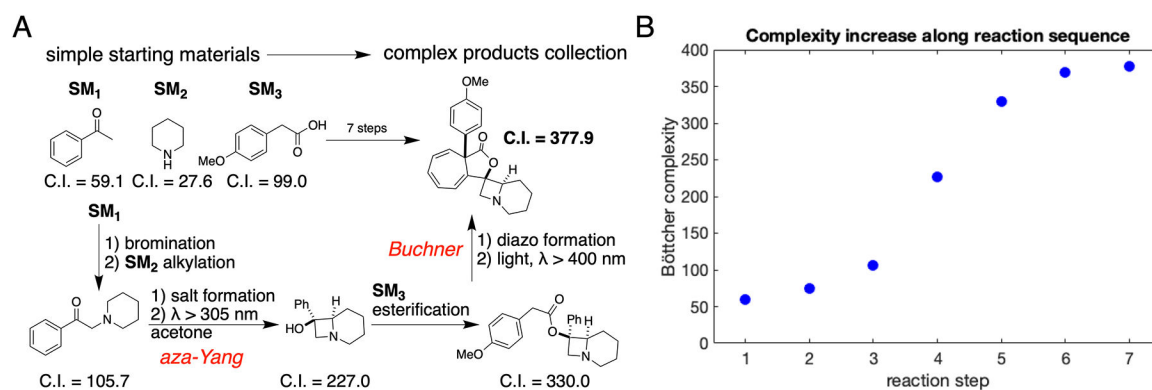 A
simple starting materials
complex products collection
SM1
SM2
SM3
O
N
H
MeO
O
OH
C.I. = 59.1
C.I. = 27.6
C.I. = 99.0
7 steps
OMe
O
O
H
N
C.I. = 377.9
SM1
1) bromination
2) SM2 alkylation
Buchner
1) diazo formation
2) light, λ > 400 nm
O
N
C.I. = 105.7
1) salt formation
2) λ > 305 nm
acetone
aza-Yang
Ph
H
HO
N
C.I. = 227.0
SM3
esterification
O
O
Ph
H
N
MeO
C.I. = 330.0
B
Complexity increase along reaction sequence
Böttcher complexity
400
350
300
250
200
150
100
50
0
1 2 3 4 5 6 7
reaction step